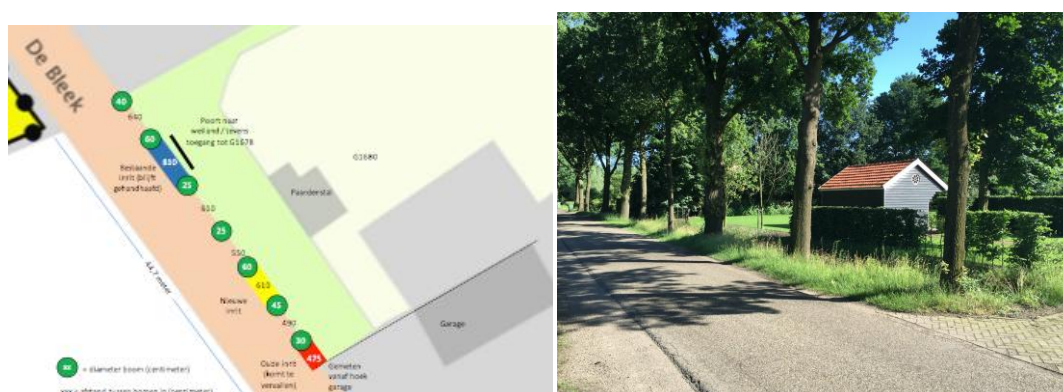 De Bleek
40
640
60
Poort naar
weiland / tevens
toegang tot G1678
830
Bestaande
inrit (blijft
gehandhaafd)
25
G1680
Paardenstal
610
25
550
60
44,7 meter
610
Nieuwe
inrit
45
490
30
Garage
475
Oude inrit
(komt te
vervallen)
Gemeten
vanaf hoek
garage
= diameter boom (centimeter)